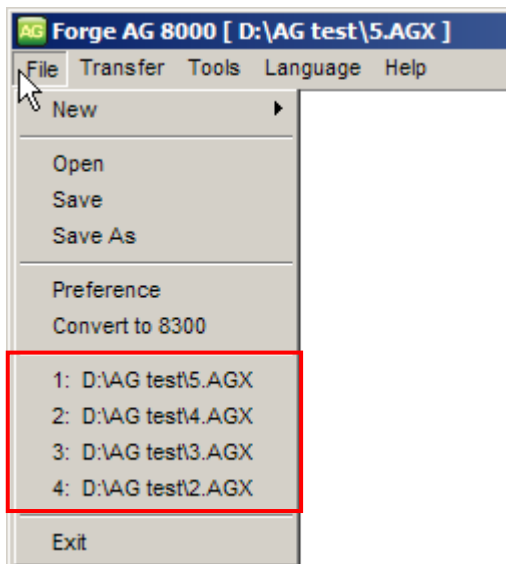 AG Forge AG 8000 [ D:\AG test\5.AGX ]
File Transfer Tools Language Help
New
Open
Save
Save As
Preference
Convert to 8300
1: D:\AG test\5.AGX
2: D:\AG test\4.AGX
3: D:\AG test\3.AGX
4: D:\AG test\2.AGX
Exit